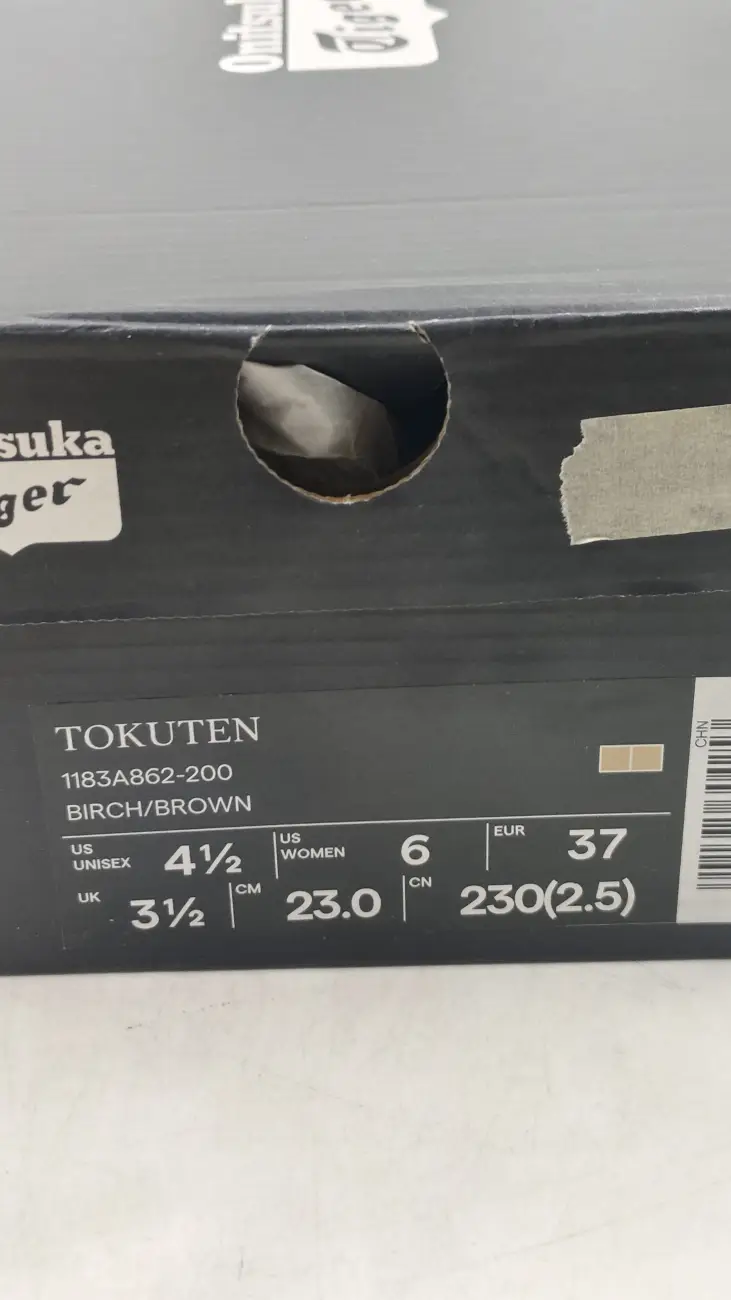 suka
ger
TOKUTEN
1183A862-200
BIRCH/BROWN
US UNISEX 4½ US WOMEN 6 EUR 37
UK 3½ CM 23.0 CN 230(2.5)
CHN